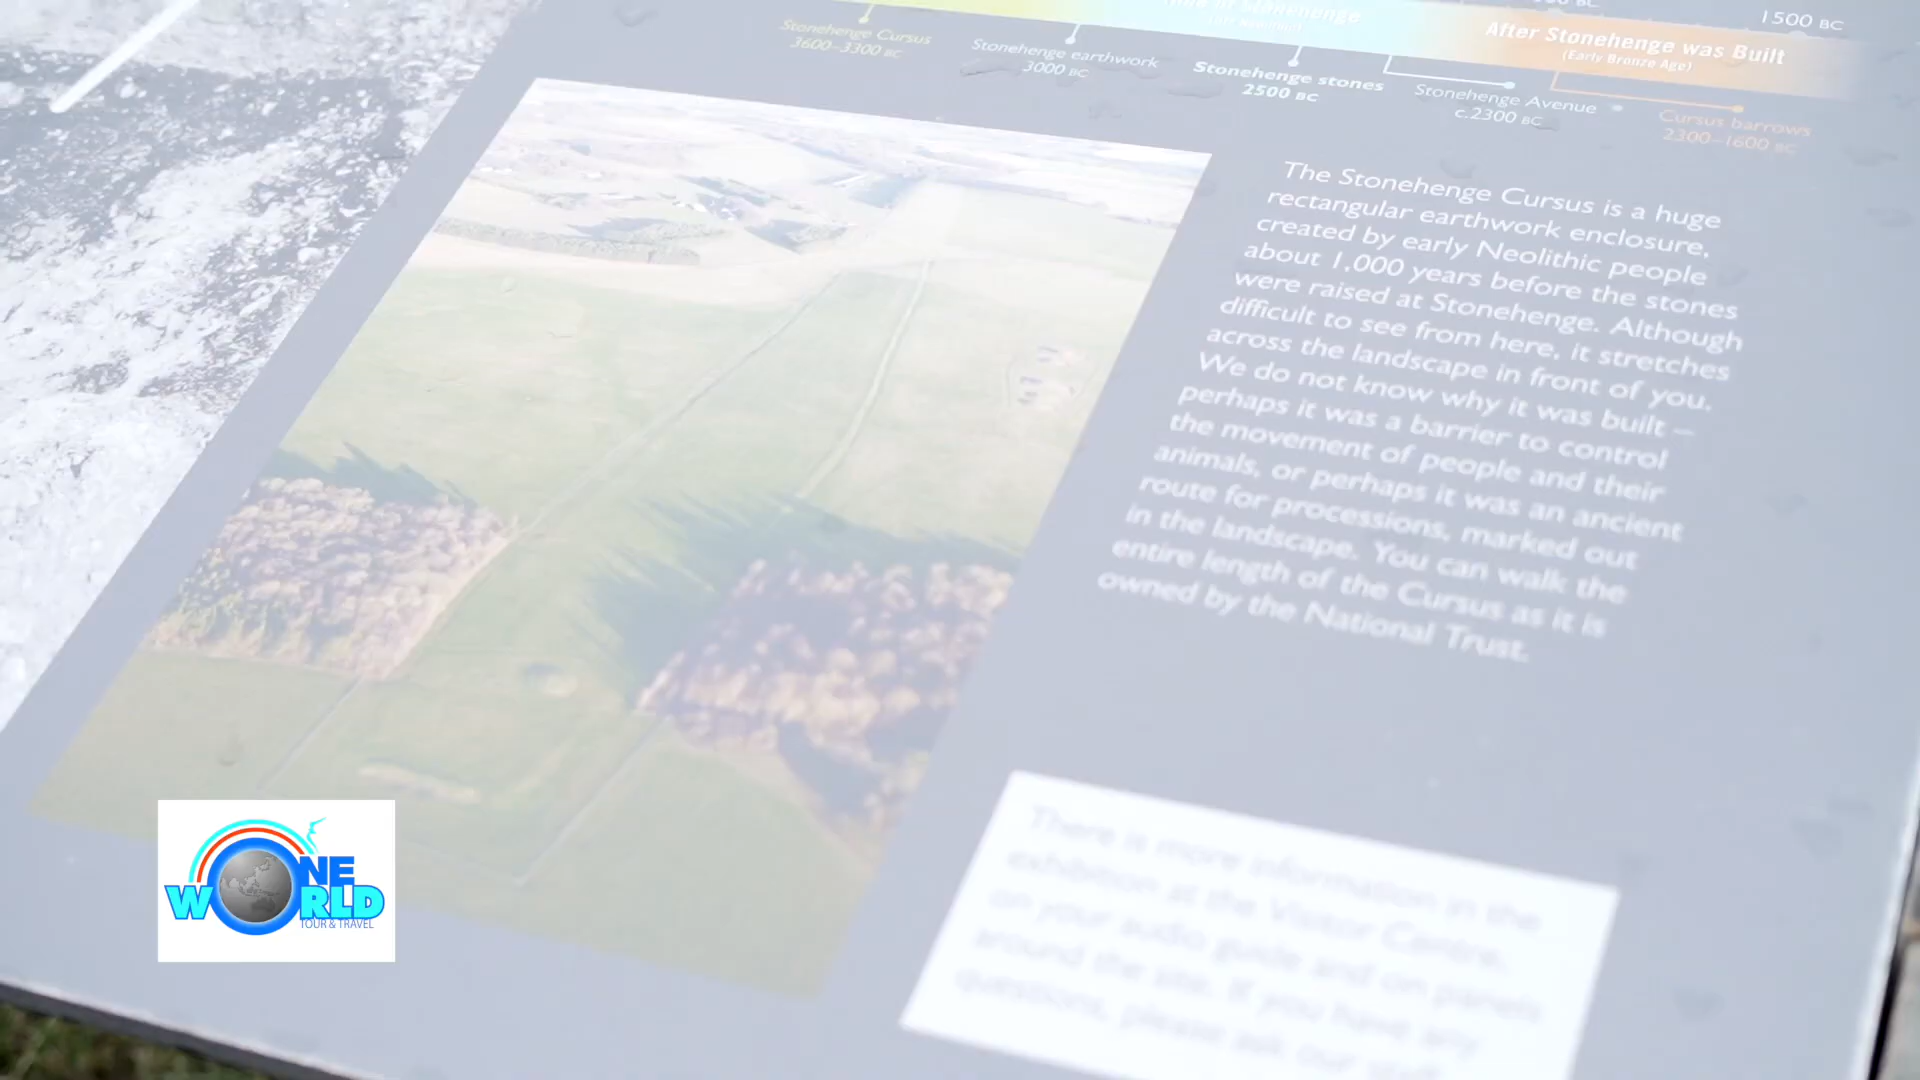 1500 BC
After Stonehenge was Built
(Early Bronze Age)
Stonehenge Cursus
3600–3300 BC
Stonehenge earthwork
3000 BC
Stonehenge stones
2500 BC
Stonehenge Avenue
c.2300 BC
Cursus barrows
2300–1600 BC
The Stonehenge Cursus is a huge
rectangular earthwork enclosure,
created by early Neolithic people
about 1,000 years before the stones
were raised at Stonehenge. Although
difficult to see from here, it stretches
across the landscape in front of you.
We do not know why it was built –
perhaps it was a barrier to control
the movement of people and their
animals, or perhaps it was an ancient
route for processions, marked out
in the landscape. You can walk the
entire length of the Cursus as it is
owned by the National Trust.
There is more information in the
exhibition at the Visitor Centre,
on your audio guide and on panels
around the site. If you have any
questions, please ask our staff.
ONE
WORLD
TOUR & TRAVEL